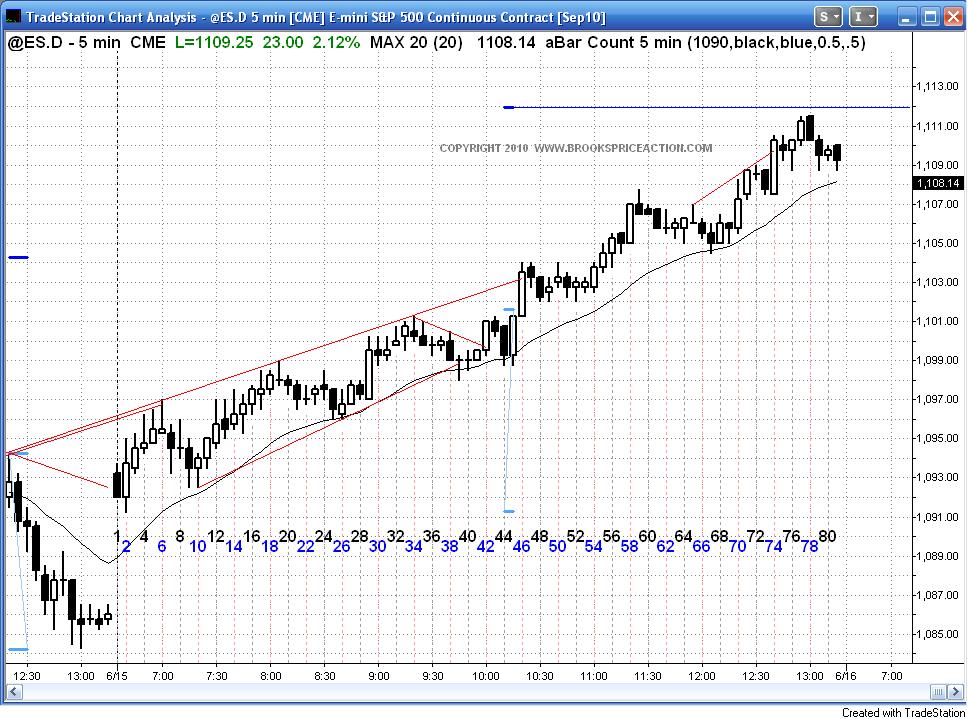 TradeStation Chart Analysis - @ES.D 5 min [CME] E-mini S&P 500 Continuous Contract [Sep10]
S I
@ES.D - 5 min CME L=1109.25 23.00 2.12% MAX 20 (20) 1108.14 aBar Count 5 min (1090,black,blue,0.5,.5)
1,113.00
1,111.00
COPYRIGHT 2010 WWW.BROOKSPRICEACTION.COM
1,109.00
1,108.14
1,107.00
1,105.00
1,103.00
1,101.00
1,099.00
1,097.00
1,095.00
1,093.00
1,091.00
1 4 8 12 16 20 24 28 32 36 40 44 48 52 56 60 64 68 72 76 80
2 6 10 14 18 22 26 30 34 38 42 46 50 54 58 62 66 70 74 78
1,089.00
1,087.00
1,085.00
12:30 13:00 6/15 7:00 7:30 8:00 8:30 9:00 9:30 10:00 10:30 11:00 11:30 12:00 12:30 13:00 6/16 7:00
Created with TradeStation